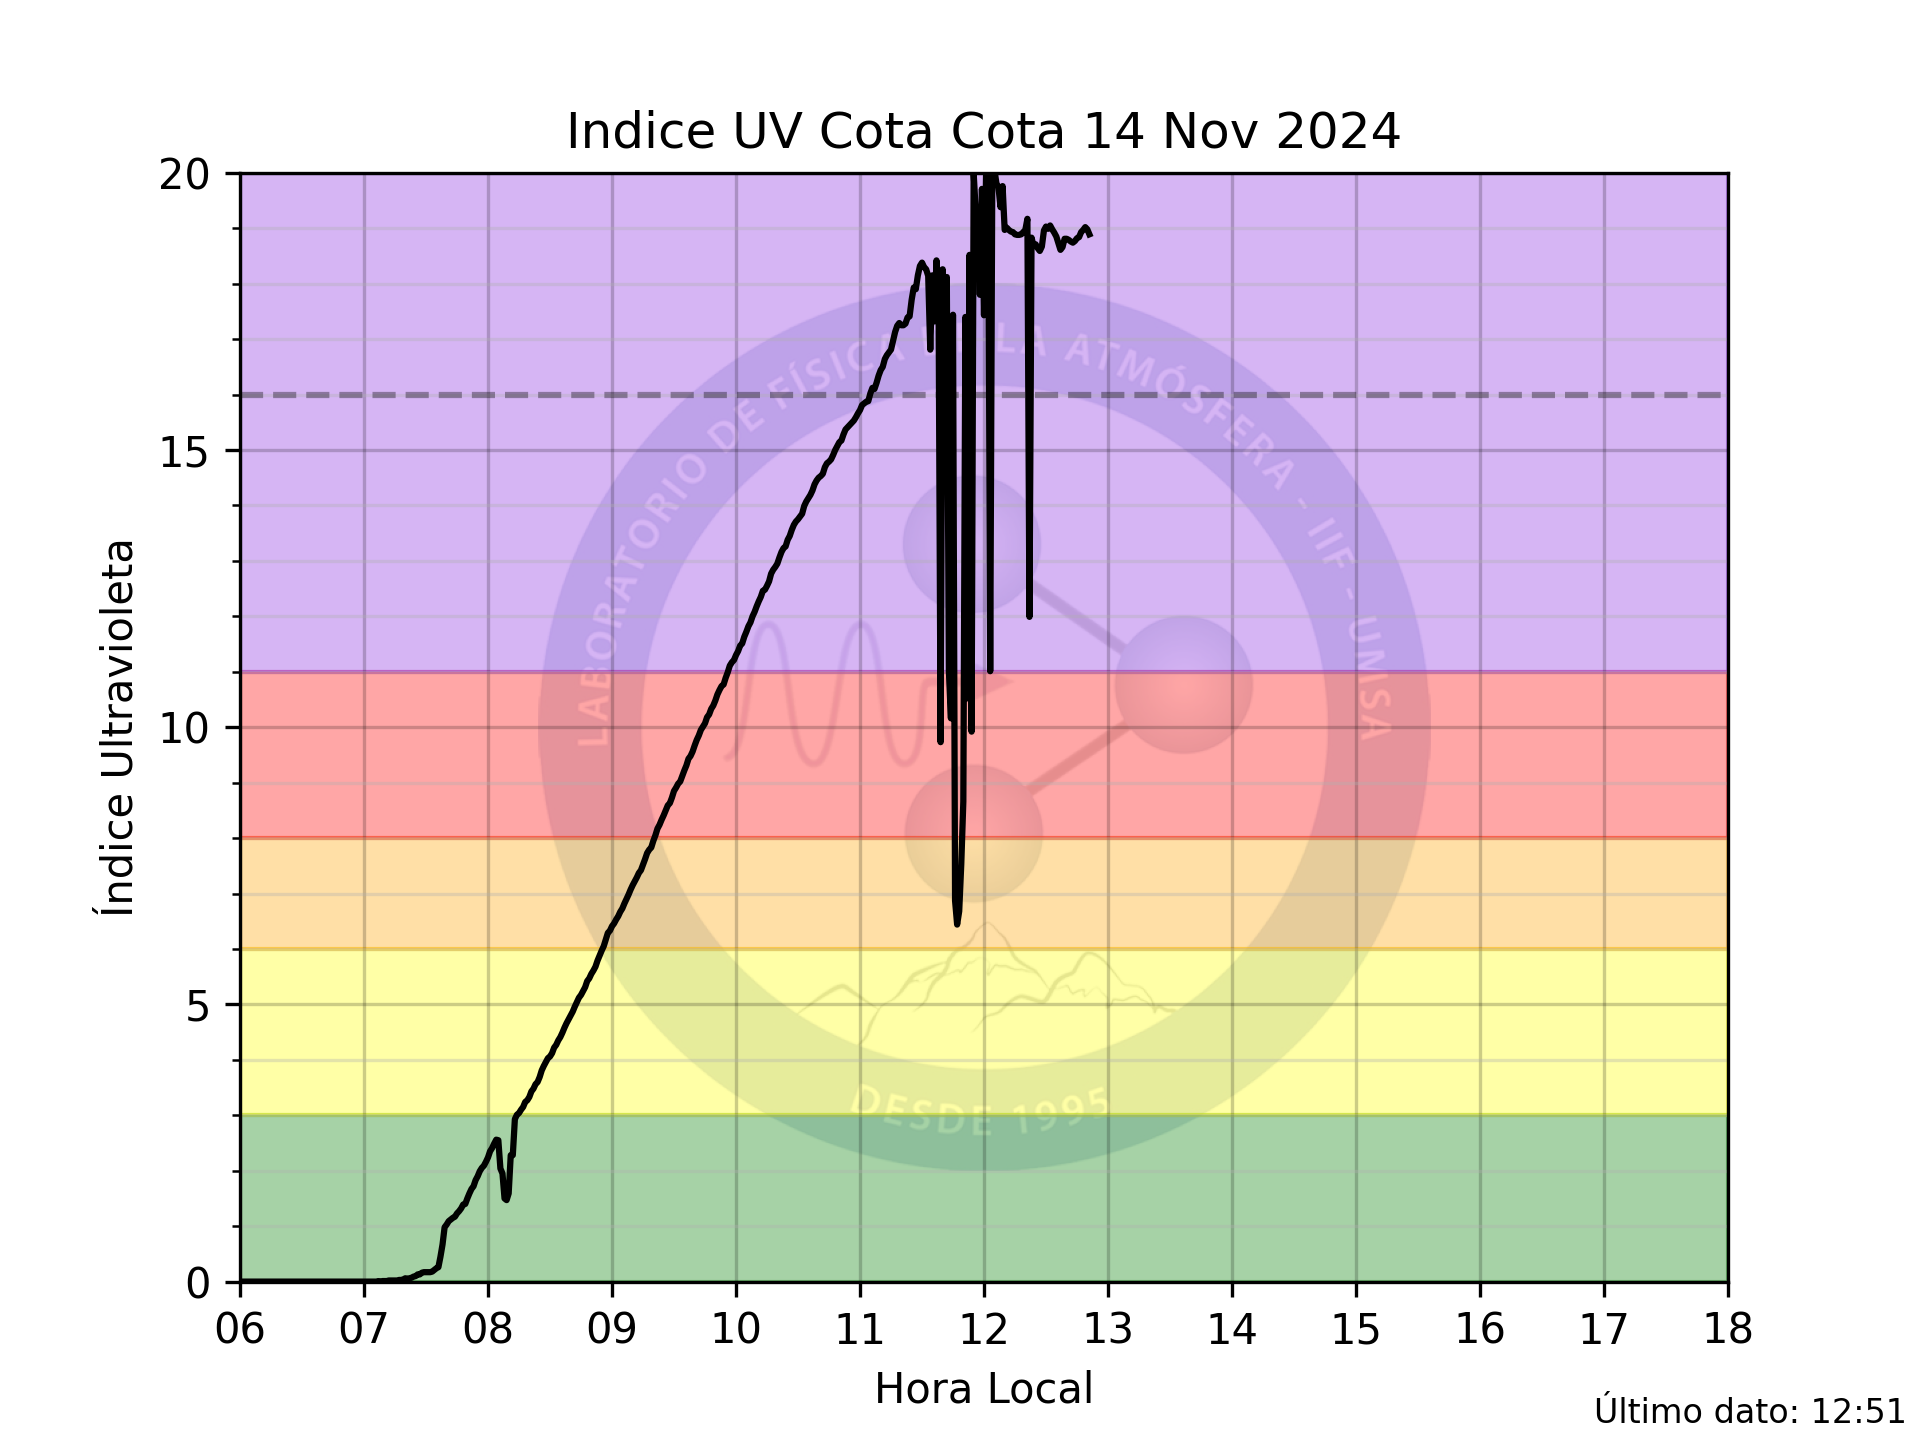 Indice UV Cota Cota 14 Nov 2024
20
15
10
5
0
Índice Ultravioleta
LABORATORIO DE FÍSICA LA ATMÓSFERA - IIF - UMSA
DESDE 1995
06 07 08 09 10 11 12 13 14 15 16 17 18
Hora Local
Último dato: 12:51